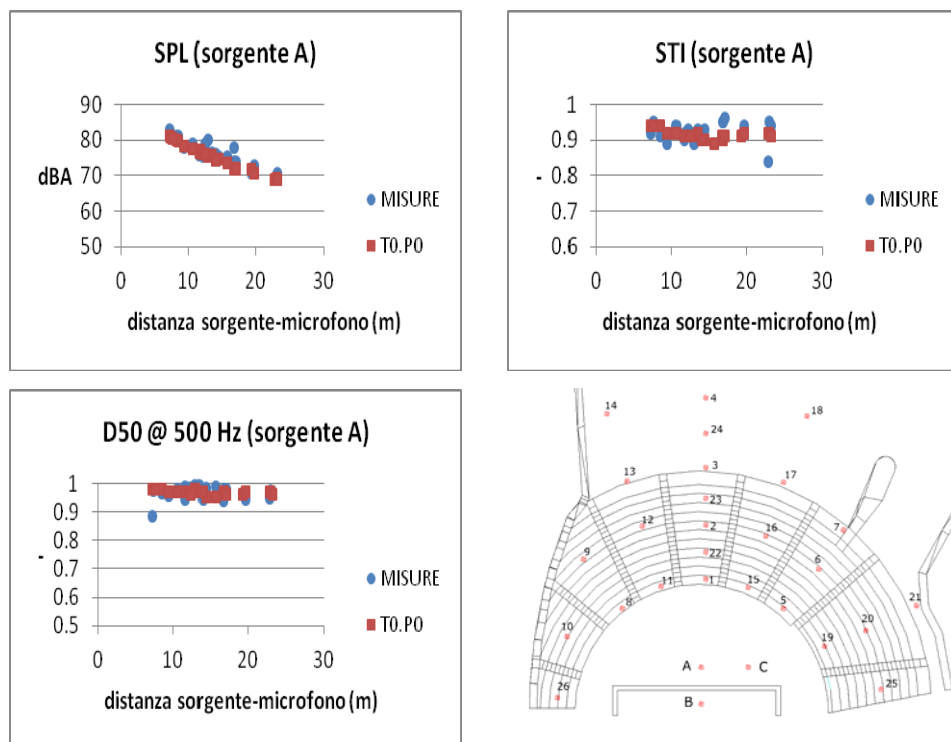 SPL (sorgente A)
90
80
70
60
50
dBA
0 10 20 30
distanza sorgente-microfono (m)
MISURE
T0.P0
STI (sorgente A)
1
0.9
0.8
0.7
0.6
-
0 10 20 30
distanza sorgente-microfono (m)
MISURE
T0.P0
D50 @ 500 Hz (sorgente A)
1
0.9
0.8
0.7
0.6
0.5
-
0 10 20 30
distanza sorgente-microfono (m)
MISURE
T0.P0
4
14
18
24
3
13
17
23
12
2
16
7
9
22
6
11
1
15
8
5
21
10
20
19
A
C
26
B
25